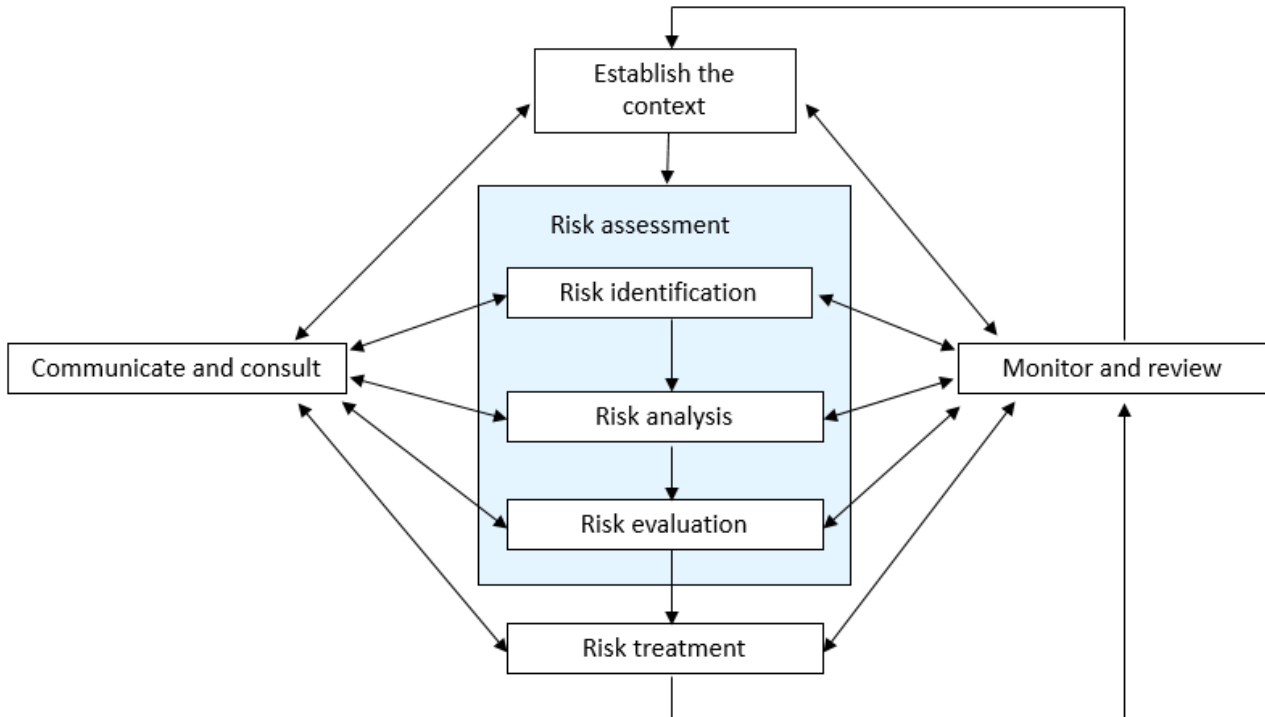 Establish the
context
Risk assessment
Risk identification
Communicate and consult
Monitor and review
Risk analysis
Risk evaluation
Risk treatment